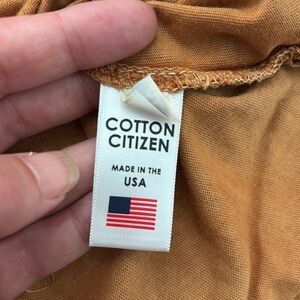 COTTON
CITIZEN
MADE IN THE
USA